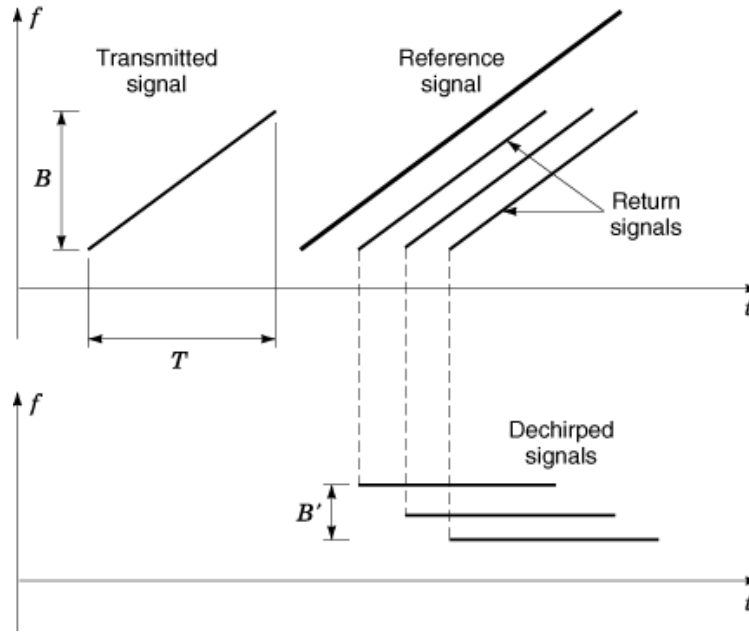 f
Transmitted
signal
Reference
signal
B
Return
signals
t
T
f
Dechirped
signals
B'
t